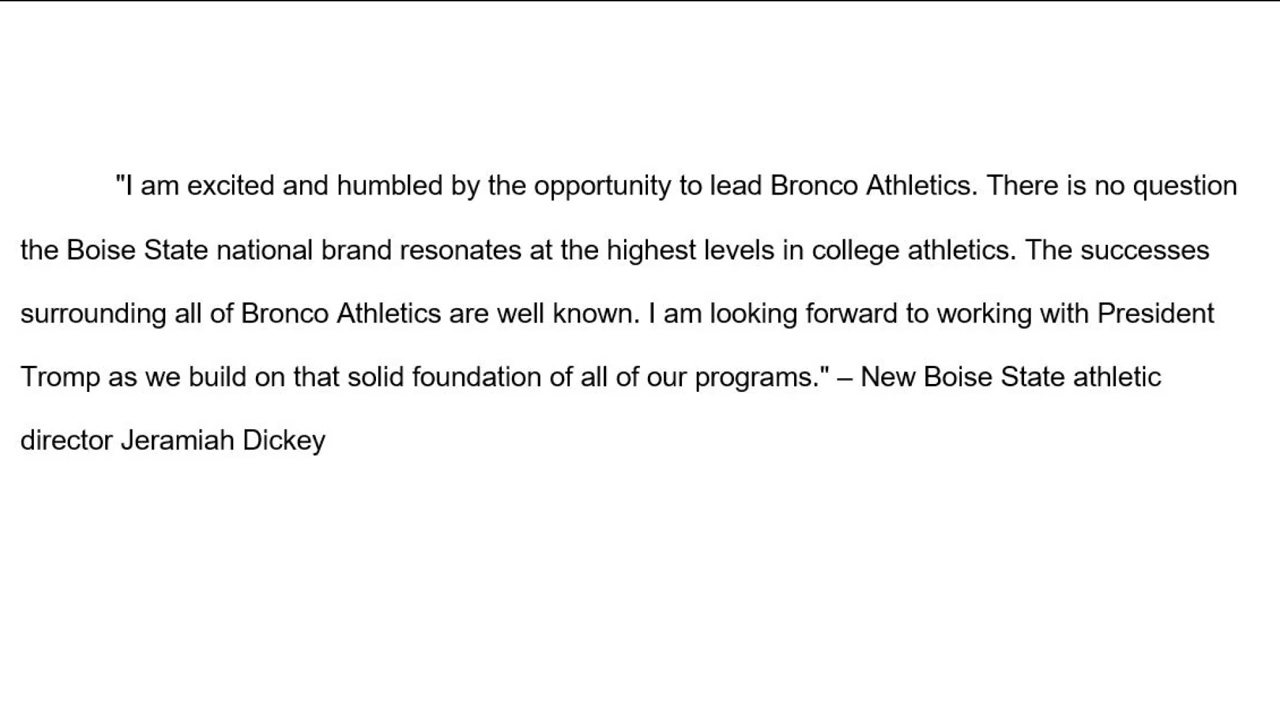 "I am excited and humbled by the opportunity to lead Bronco Athletics. There is no question
the Boise State national brand resonates at the highest levels in college athletics. The successes
surrounding all of Bronco Athletics are well known. I am looking forward to working with President
Tromp as we build on that solid foundation of all of our programs." – New Boise State athletic
director Jeramiah Dickey